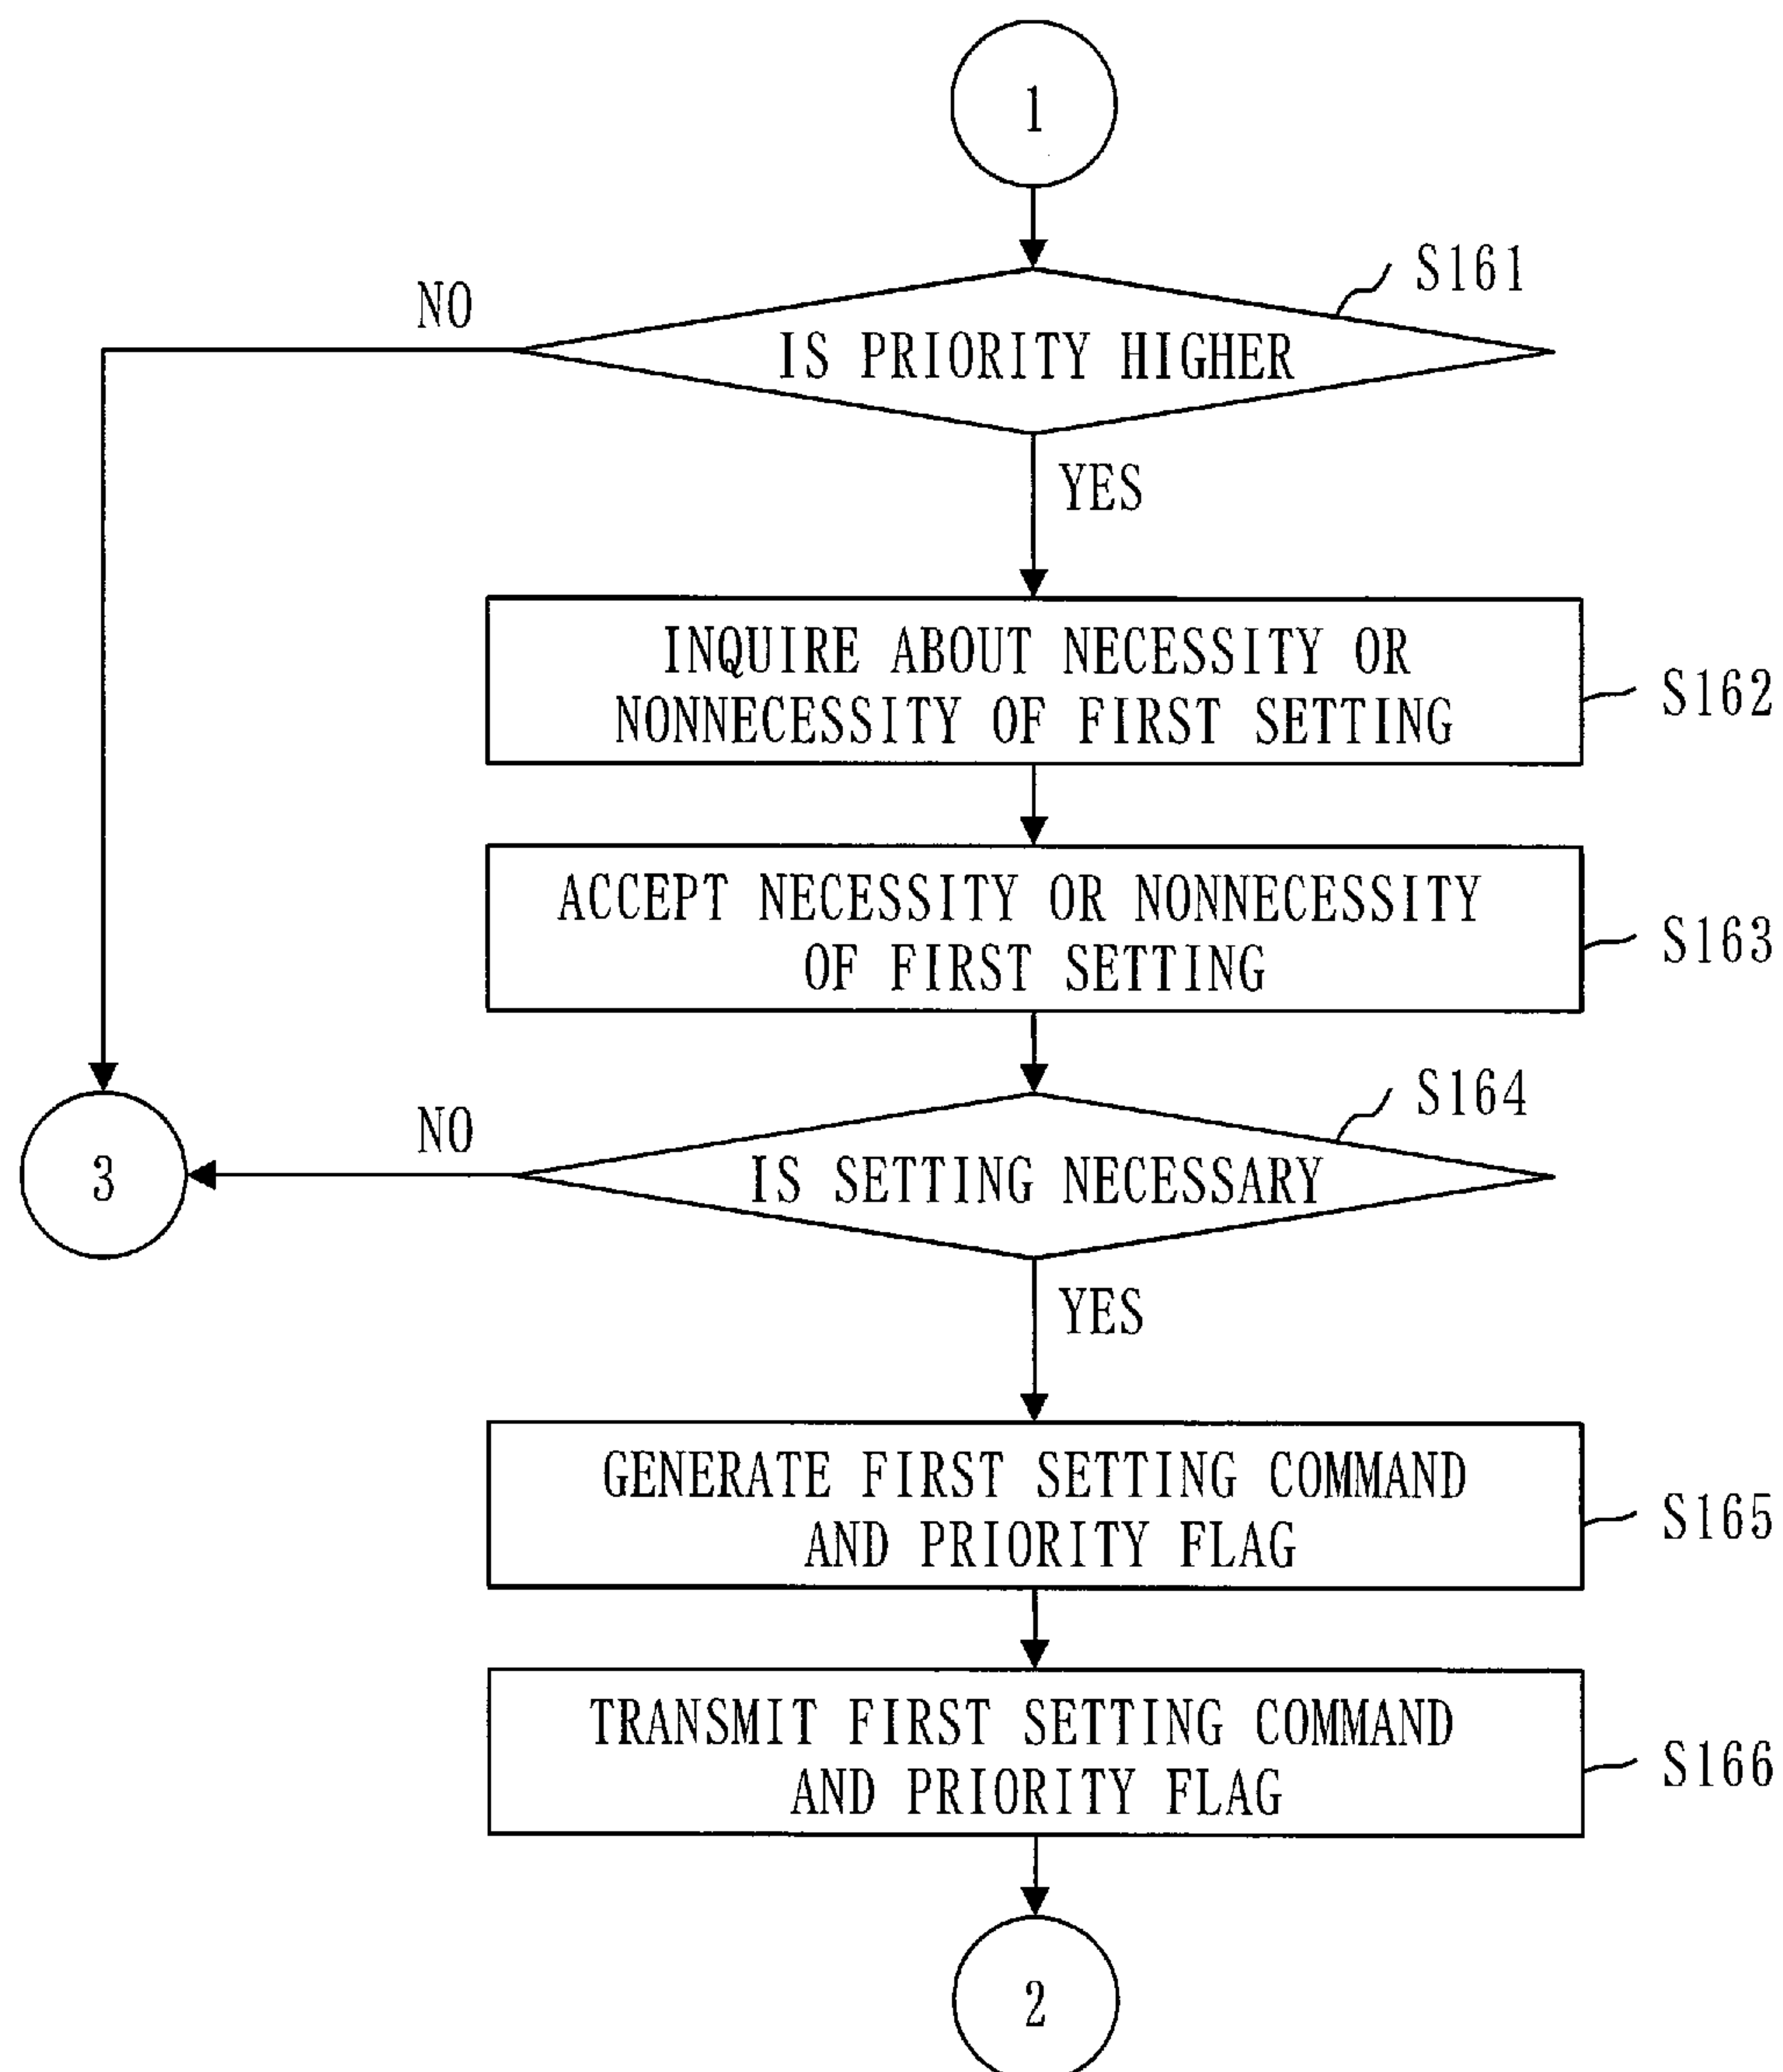 1
S161
NO
IS PRIORITY HIGHER
YES
INQUIRE ABOUT NECESSITY OR
NONNECESSITY OF FIRST SETTING
S162
ACCEPT NECESSITY OR NONNECESSITY
OF FIRST SETTING
S163
S164
NO
3
IS SETTING NECESSARY
YES
GENERATE FIRST SETTING COMMAND
AND PRIORITY FLAG
S165
TRANSMIT FIRST SETTING COMMAND
AND PRIORITY FLAG
S166
2